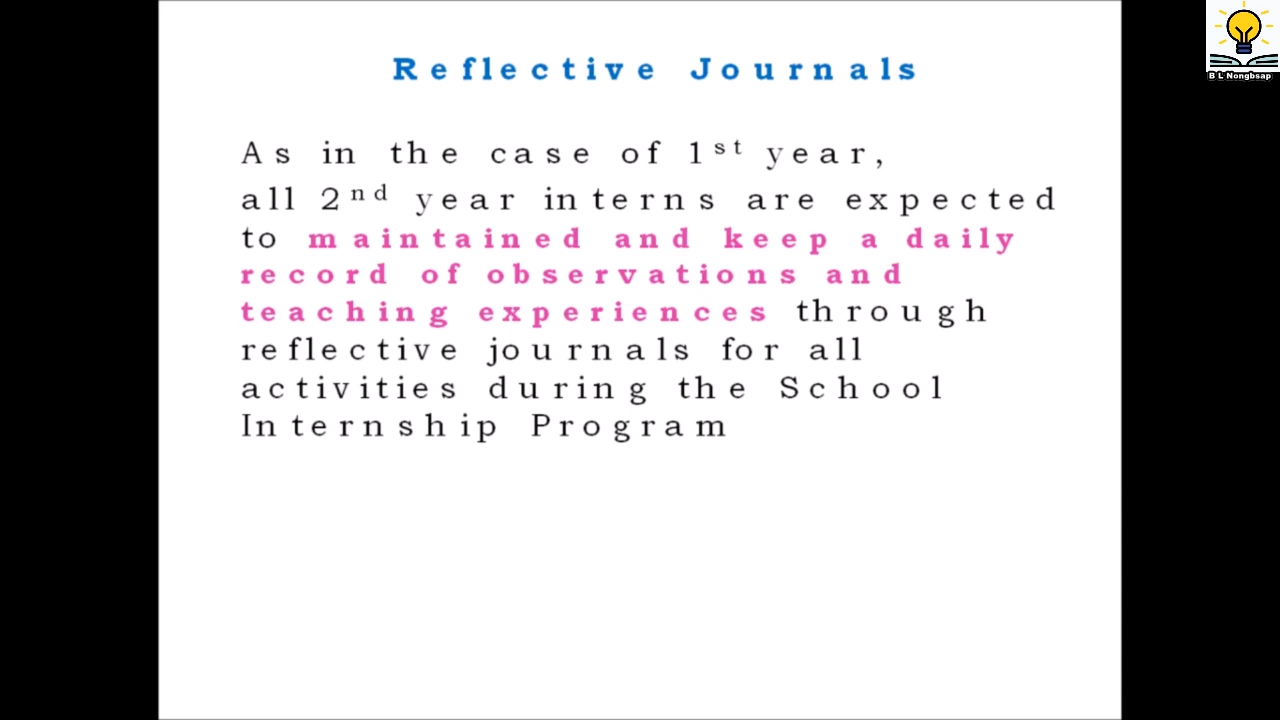 Reflective Journals
B L Nongbsap
As in the case of 1st year,
all 2nd year interns are expected
to maintained and keep a daily
record of observations and
teaching experiences through
reflective journals for all
activities during the School
Internship Program